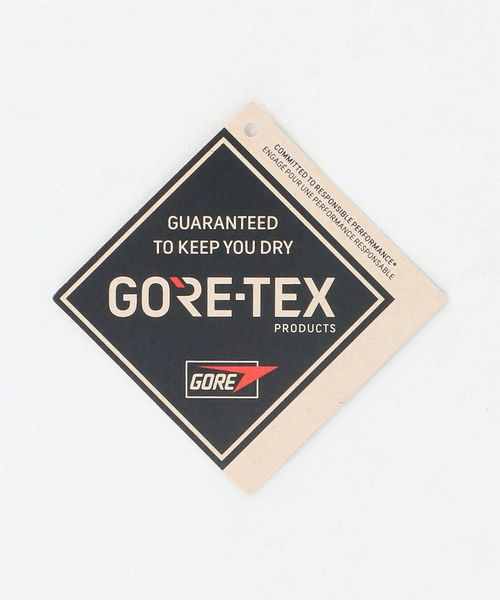 COMMITTED TO RESPONSIBLE PERFORMANCE*
ENGAGÉ POUR UNE PERFORMANCE RESPONSABLE
GUARANTEED
TO KEEP YOU DRY
GORE-TEX
PRODUCTS
GORE